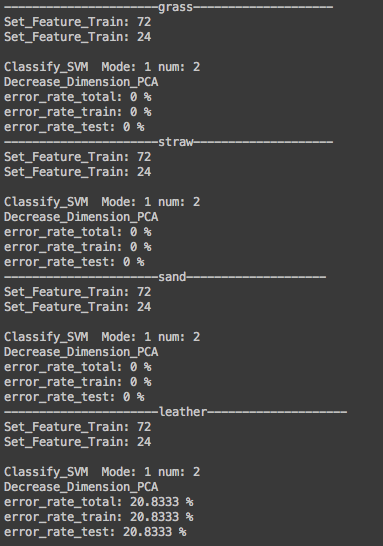 ----------------------grass--------------------
Set_Feature_Train: 72
Set_Feature_Train: 24
Classify_SVM  Mode: 1 num: 2
Decrease_Dimension_PCA
error_rate_total: 0 %
error_rate_train: 0 %
error_rate_test: 0 %
----------------------straw--------------------
Set_Feature_Train: 72
Set_Feature_Train: 24
Classify_SVM  Mode: 1 num: 2
Decrease_Dimension_PCA
error_rate_total: 0 %
error_rate_train: 0 %
error_rate_test: 0 %
----------------------sand--------------------
Set_Feature_Train: 72
Set_Feature_Train: 24
Classify_SVM  Mode: 1 num: 2
Decrease_Dimension_PCA
error_rate_total: 0 %
error_rate_train: 0 %
error_rate_test: 0 %
----------------------leather--------------------
Set_Feature_Train: 72
Set_Feature_Train: 24
Classify_SVM  Mode: 1 num: 2
Decrease_Dimension_PCA
error_rate_total: 20.8333 %
error_rate_train: 20.8333 %
error_rate_test: 20.8333 %